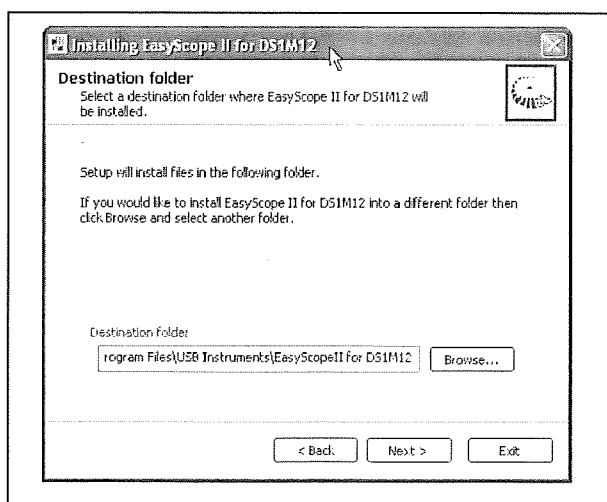 Installing EasyScope II for DS1M12
Destination folder
Select a destination folder where EasyScope II for DS1M12 will
be installed.
Setup will install files in the following folder.
If you would like to install EasyScope II for DS1M12 into a different folder then
click Browse and select another folder.
Destination folder
rogram Files\USB Instruments\EasyScopeII for DS1M12
Browse...
< Back
Next >
Exit